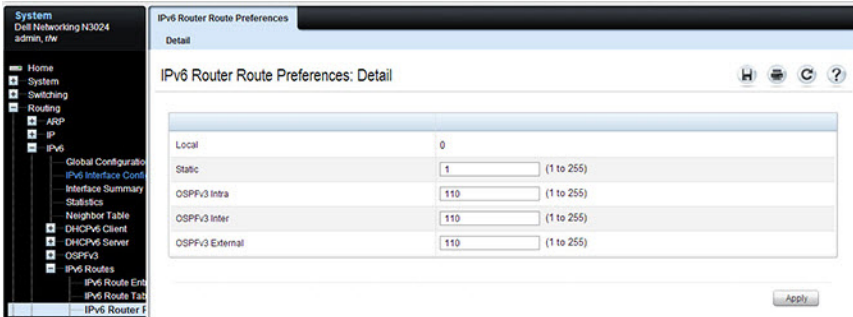 System
Dell Networking N3024
admin, r/w
Home
System
Switching
Routing
ARP
IP
IPv6
Global Configuratio
IPv6 Interface Confi
Interface Summary
Statistics
Neighbor Table
DHCPv6 Client
DHCPv6 Server
OSPFv3
IPv6 Routes
IPv6 Route Ent
IPv6 Route Tab
IPv6 Router F
IPv6 Router Route Preferences
Detail
IPv6 Router Route Preferences: Detail
?
Local 0
Static 1 (1 to 255)
OSPFv3 Intra 110 (1 to 255)
OSPFv3 Inter 110 (1 to 255)
OSPFv3 External 110 (1 to 255)
Apply